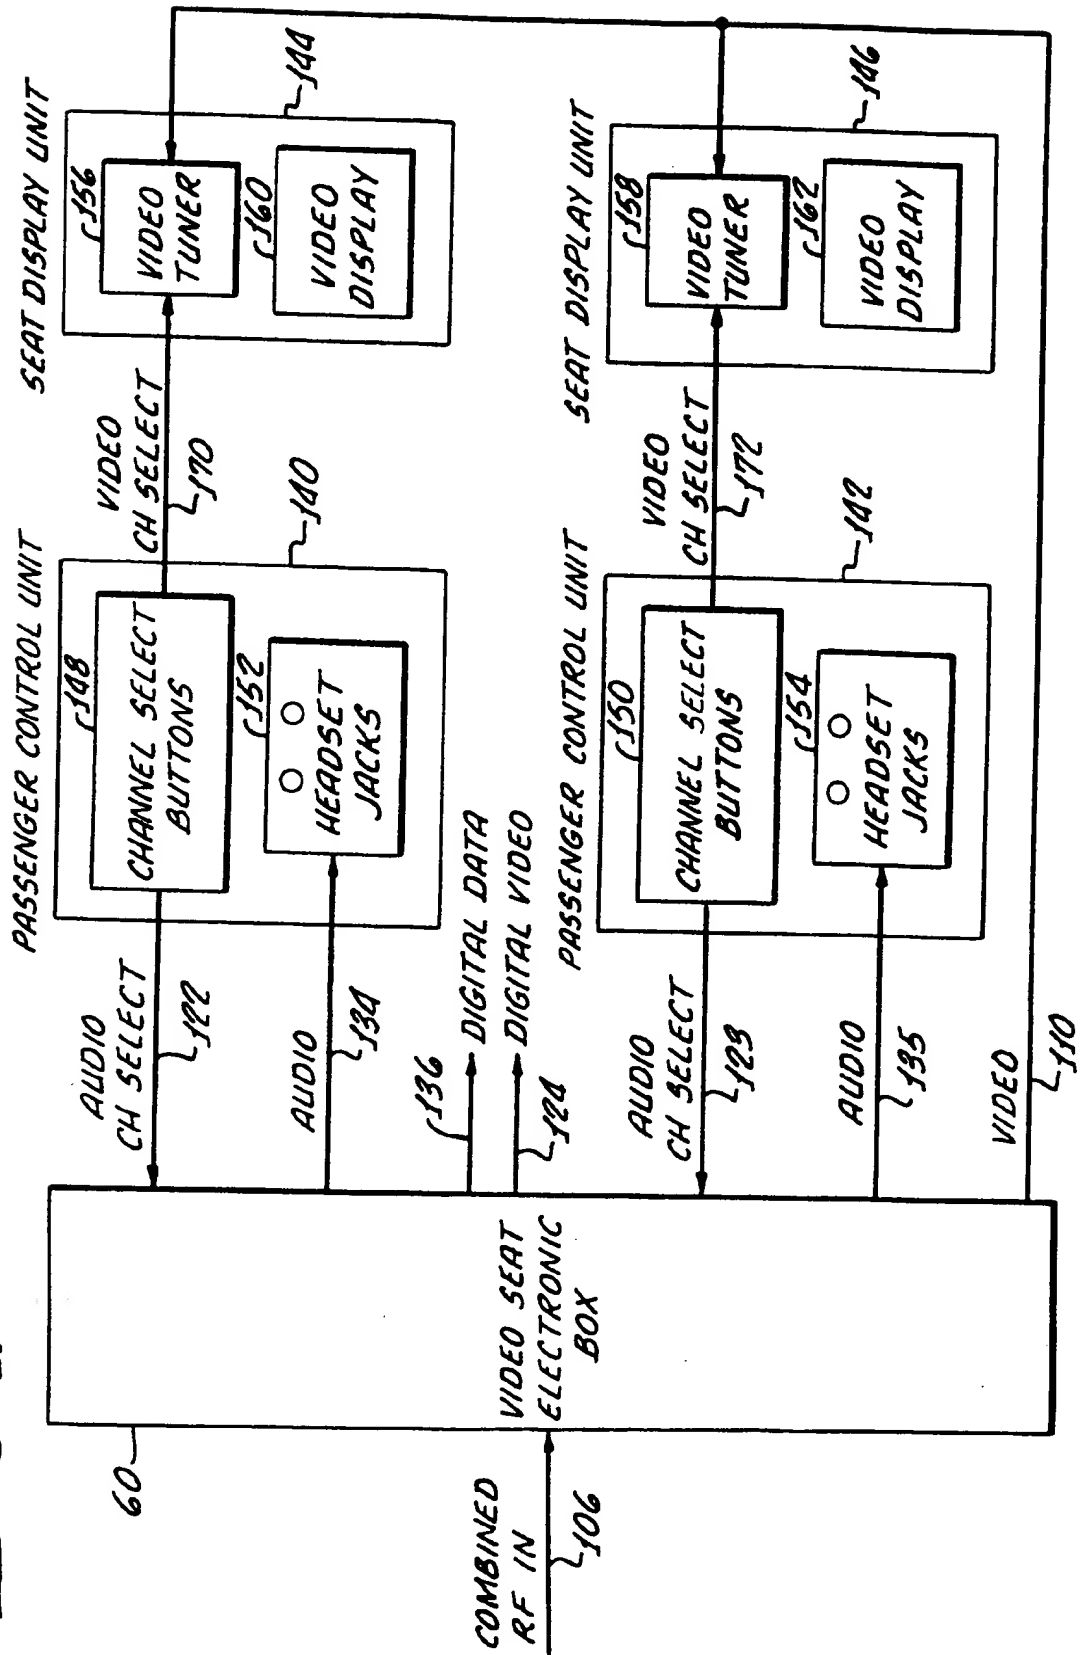 COMBINED
RF IN
106
60
VIDEO SEAT
ELECTRONIC
BOX
AUDIO
CH SELECT
122
AUDIO
134
136
DIGITAL DATA
DIGITAL VIDEO
124
AUDIO
CH SELECT
123
AUDIO
135
VIDEO
110
PASSENGER CONTROL UNIT
148
CHANNEL SELECT
BUTTONS
152
HEADSET
JACKS
140
VIDEO
CH SELECT
170
SEAT DISPLAY UNIT
156
VIDEO
TUNER
160
VIDEO
DISPLAY
144
PASSENGER CONTROL UNIT
150
CHANNEL SELECT
BUTTONS
154
HEADSET
JACKS
142
VIDEO
CH SELECT
172
SEAT DISPLAY UNIT
158
VIDEO
TUNER
162
VIDEO
DISPLAY
146